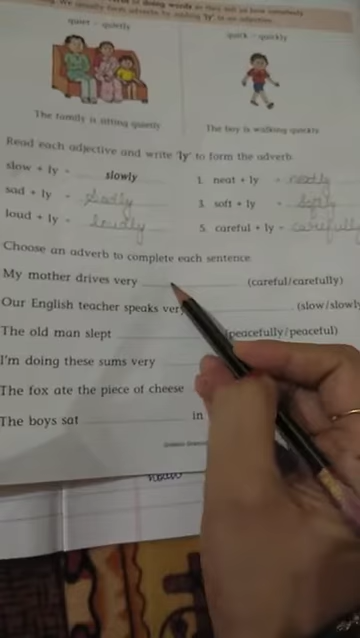 quiet - quietly
quick - quickly
The family is sitting quietly
The boy is walking quickly
Read each adjective and write 'ly' to form the adverb
slow + ly - slowly
1. neat + ly - neatly
sad + ly - sadly
3. soft + ly -
loud + ly - loudly
5. careful + ly - carefully
Choose an adverb to complete each sentence
My mother drives very (careful/carefully)
Our English teacher speaks very (slow/slowly
The old man slept (peacefully/peaceful)
I'm doing these sums very
The fox ate the piece of cheese
The boys sat in